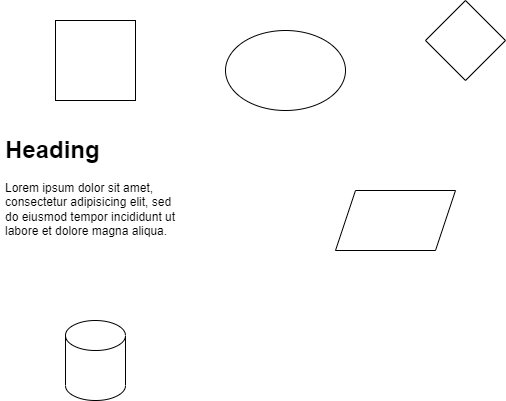 Heading
Lorem ipsum dolor sit amet,
consectetur adipisicing elit, sed
do eiusmod tempor incididunt ut
labore et dolore magna aliqua.